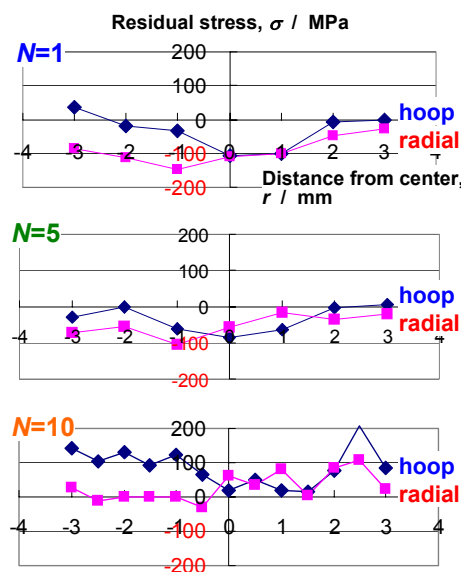 Residual stress, σ / MPa
N=1
200
100
0
-100
-200
hoop
radial
-4 -3 -2 -1 0 1 2 3 4
Distance from center,
r / mm
N=5
200
100
0
-100
-200
hoop
radial
-4 -3 -2 -1 0 1 2 3 4
N=10
200
100
0
-100
-200
hoop
radial
-4 -3 -2 -1 0 1 2 3 4